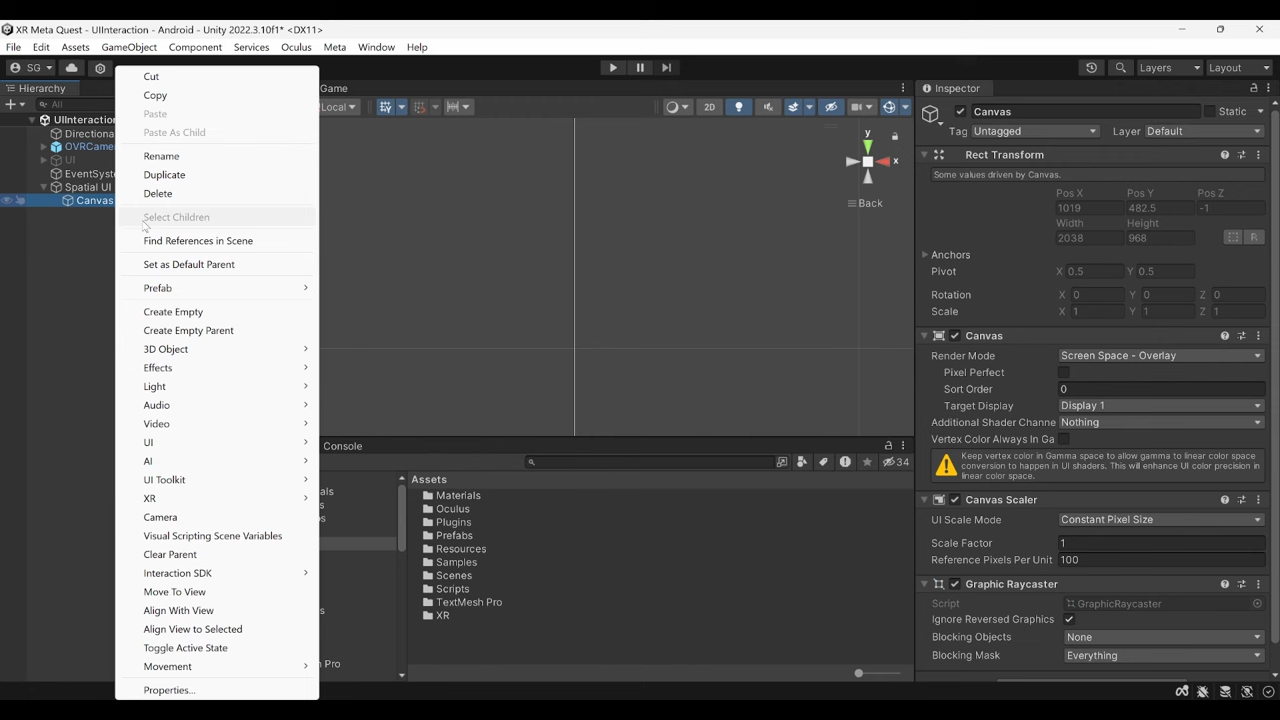 XR Meta Quest - UIInteraction - Android - Unity 2022.3.10f1* <DX11>
File Edit Assets GameObject Component Services Oculus Meta Window Help
SG Layers Layout
Hierarchy
All
UIInteraction
Directional
OVRCame
UI
EventSyste
Spatial UI
Canvas
Cut
Copy
Paste
Paste As Child
Rename
Duplicate
Delete
Select Children
Find References in Scene
Set as Default Parent
Prefab
Create Empty
Create Empty Parent
3D Object
Effects
Light
Audio
Video
UI
AI
UI Toolkit
XR
Camera
Visual Scripting Scene Variables
Clear Parent
Interaction SDK
Move To View
Align With View
Align View to Selected
Toggle Active State
Movement
Properties...
Game
Local 2D
y
x
Back
Console
34
Assets
Materials
Oculus
Plugins
Prefabs
Resources
Samples
Scenes
Scripts
TextMesh Pro
XR
Inspector
Canvas Static
Tag Untagged Layer Default
Rect Transform
Some values driven by Canvas.
Pos X Pos Y Pos Z
1019 482.5 -1
Width Height
2038 968 R
Anchors
Pivot X 0.5 Y 0.5
Rotation X 0 Y 0 Z 0
Scale X 1 Y 1 Z 1
Canvas
Render Mode Screen Space - Overlay
Pixel Perfect
Sort Order 0
Target Display Display 1
Additional Shader Channe Nothing
Vertex Color Always In Ga
Keep vertex color in Gamma space to allow gamma to linear color space
conversion to happen in UI shaders. This will enhance UI color precision in
linear color space.
Canvas Scaler
UI Scale Mode Constant Pixel Size
Scale Factor 1
Reference Pixels Per Unit 100
Graphic Raycaster
Script GraphicRaycaster
Ignore Reversed Graphics
Blocking Objects None
Blocking Mask Everything